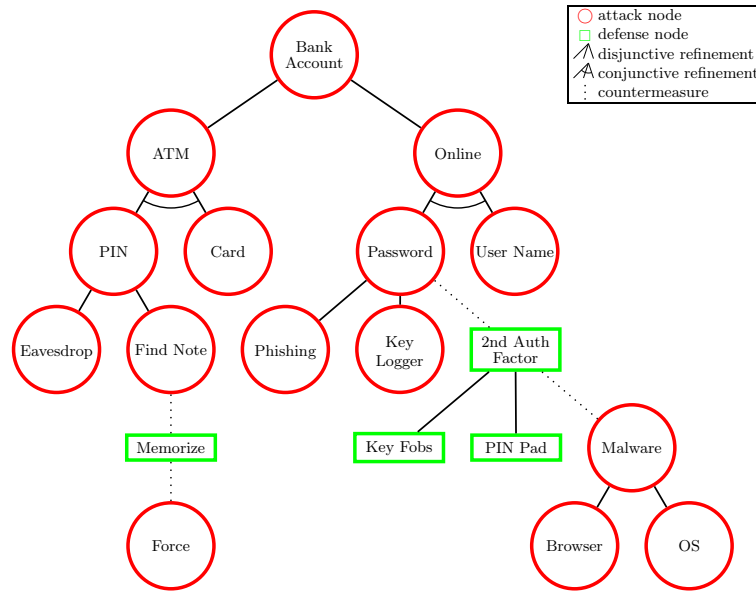 Bank
Account
attack node
defense node
disjunctive refinement
conjunctive refinement
countermeasure
ATM
Online
PIN
Card
Password
User Name
Eavesdrop
Find Note
Phishing
Key
Logger
2nd Auth
Factor
Memorize
Key Fobs
PIN Pad
Malware
Force
Browser
OS